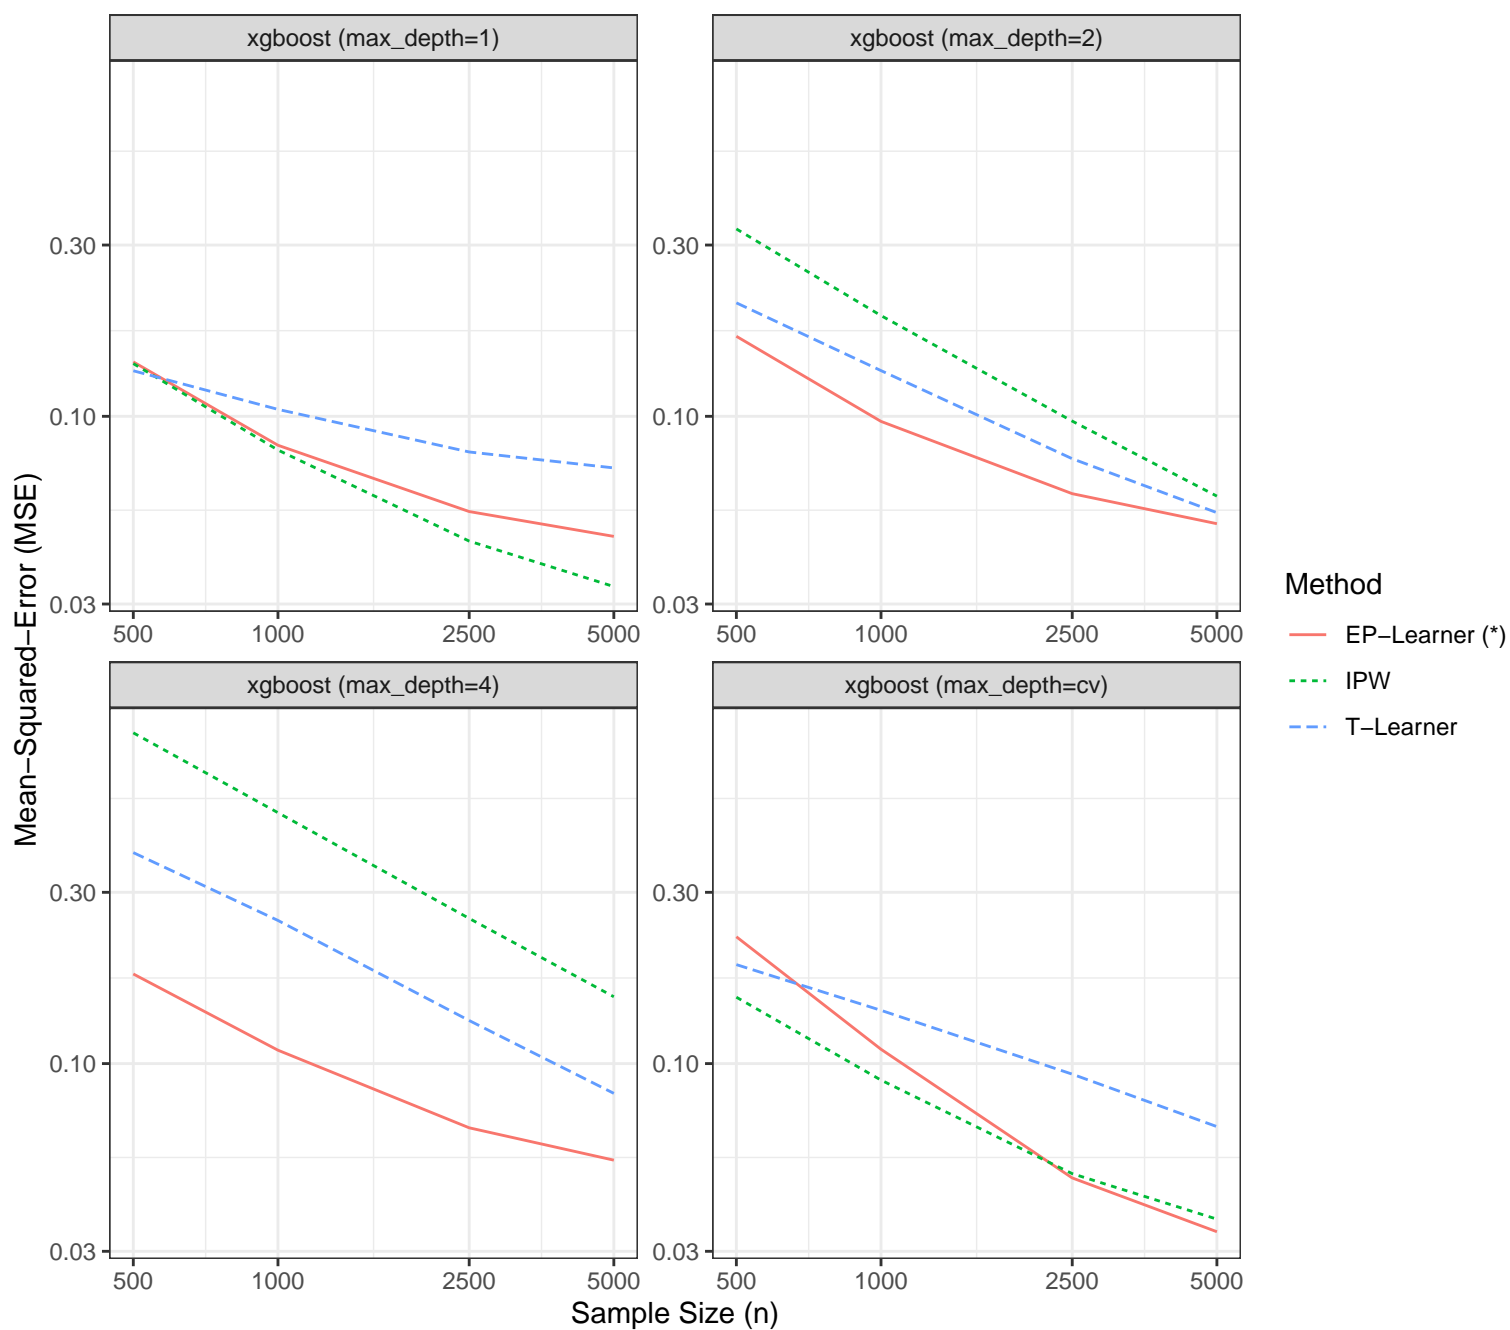 xgboost (max_depth=1)
xgboost (max_depth=2)
0.30
0.10
0.03
0.30
0.10
0.03
500 1000 2500 5000
500 1000 2500 5000
xgboost (max_depth=4)
xgboost (max_depth=cv)
0.30
0.10
0.03
0.30
0.10
0.03
500 1000 2500 5000
500 1000 2500 5000
Sample Size (n)
Mean−Squared−Error (MSE)
Method
EP−Learner (*)
IPW
T−Learner